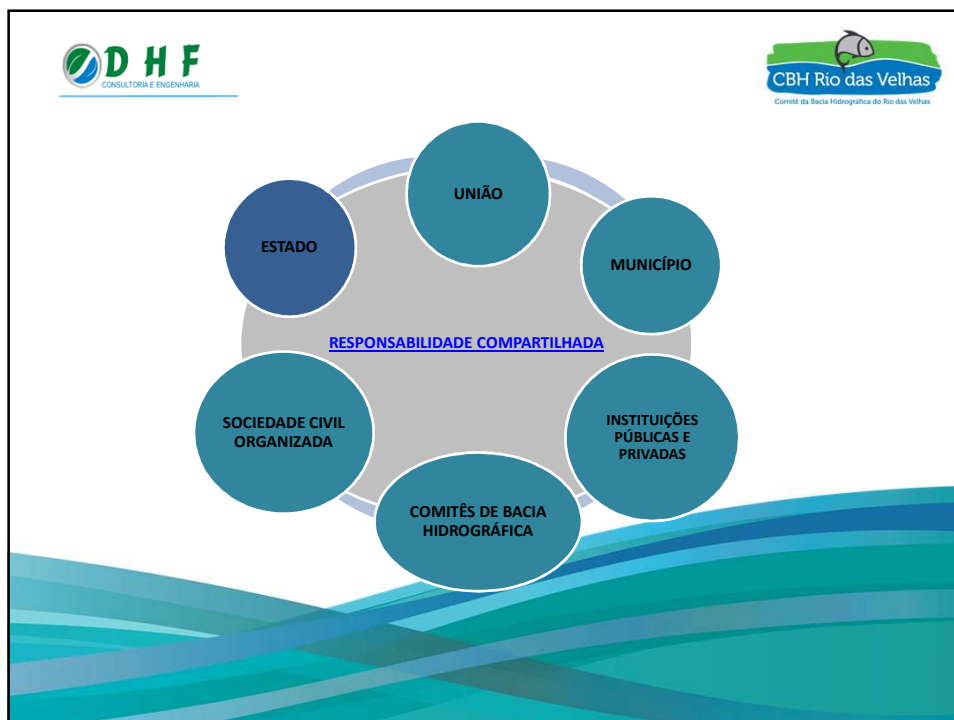 D H F
CONSULTORIA E ENGENHARIA
CBH Rio das Velhas
Comitê da Bacia Hidrográfica do Rio das Velhas
UNIÃO
ESTADO
MUNICÍPIO
RESPONSABILIDADE COMPARTILHADA
SOCIEDADE CIVIL
ORGANIZADA
INSTITUIÇÕES
PÚBLICAS E
PRIVADAS
COMITÊS DE BACIA
HIDROGRÁFICA